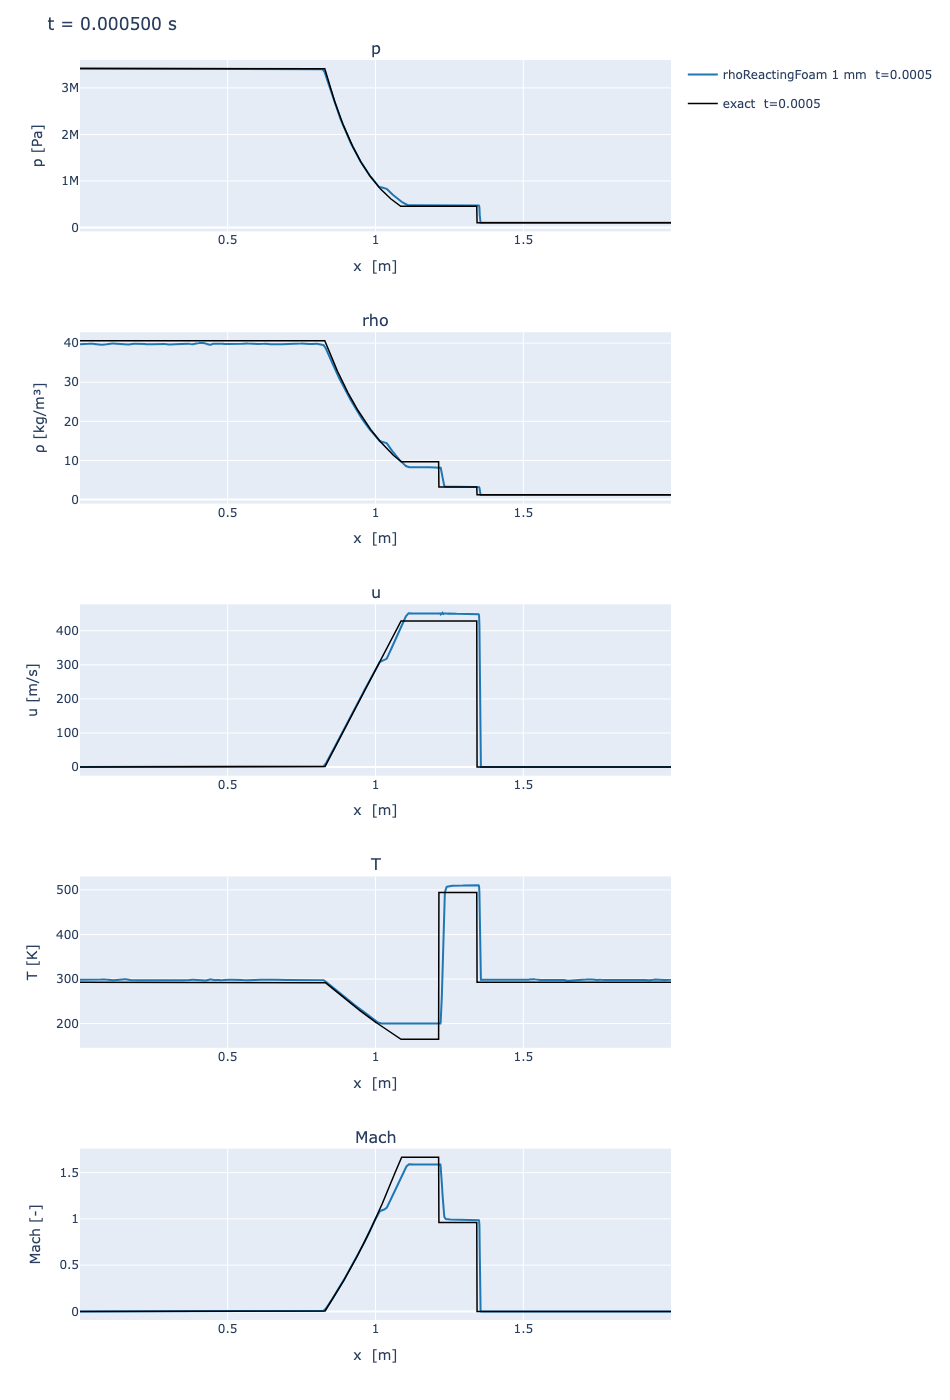 t = 0.000500 s
p
rhoReactingFoam 1 mm  t=0.0005
exact  t=0.0005
p [Pa]
3M
2M
1M
0
0.5
1
1.5
x [m]
rho
ρ [kg/m³]
40
30
20
10
0
0.5
1
1.5
x [m]
u
u [m/s]
400
300
200
100
0
0.5
1
1.5
x [m]
T
T [K]
500
400
300
200
0.5
1
1.5
x [m]
Mach
Mach [-]
1.5
1
0.5
0
0.5
1
1.5
x [m]